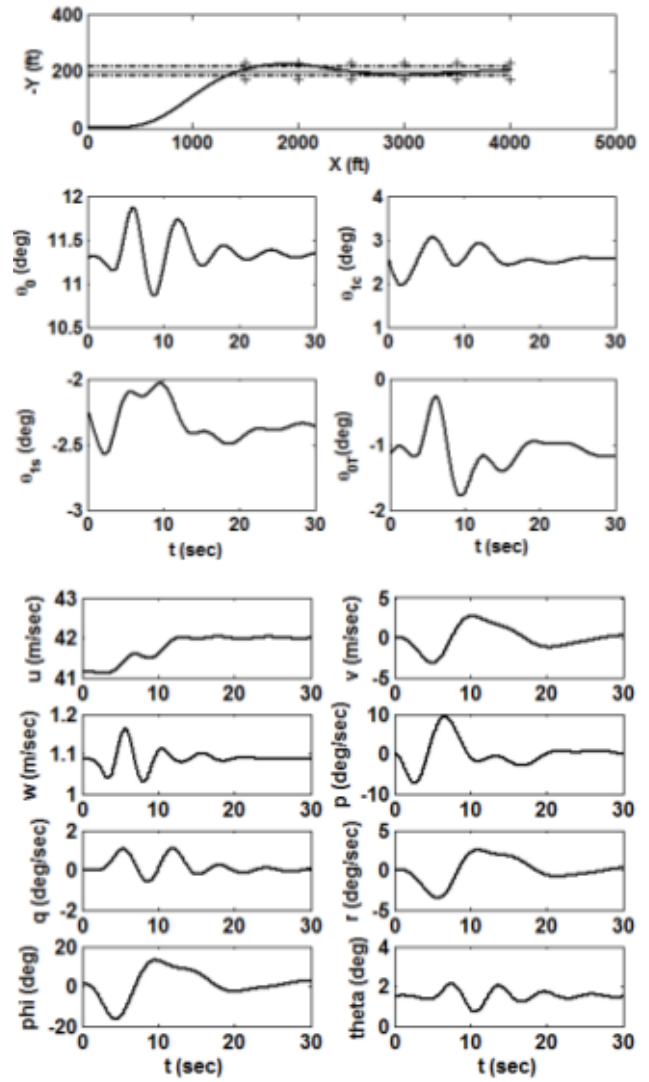 400
200
0
-Y (ft)
0 1000 2000 3000 4000 5000
X (ft)
12
11.5
11
10.5
θ0 (deg)
0 10 20 30
4
3
2
1
θ1c (deg)
0 10 20 30
-2
-2.5
-3
θ1s (deg)
0 10 20 30
t (sec)
0
-1
-2
θ0T(deg)
0 10 20 30
t (sec)
43
42
41
u (m/sec)
0 10 20 30
5
0
-5
v (m/sec)
0 10 20 30
1.2
1.1
1
w (m/sec)
0 10 20 30
10
0
-10
p (deg/sec)
0 10 20 30
2
0
-2
q (deg/sec)
0 10 20 30
5
0
-5
r (deg/sec)
0 10 20 30
20
0
-20
phi (deg)
0 10 20 30
t (sec)
4
2
0
theta (deg)
0 10 20 30
t (sec)